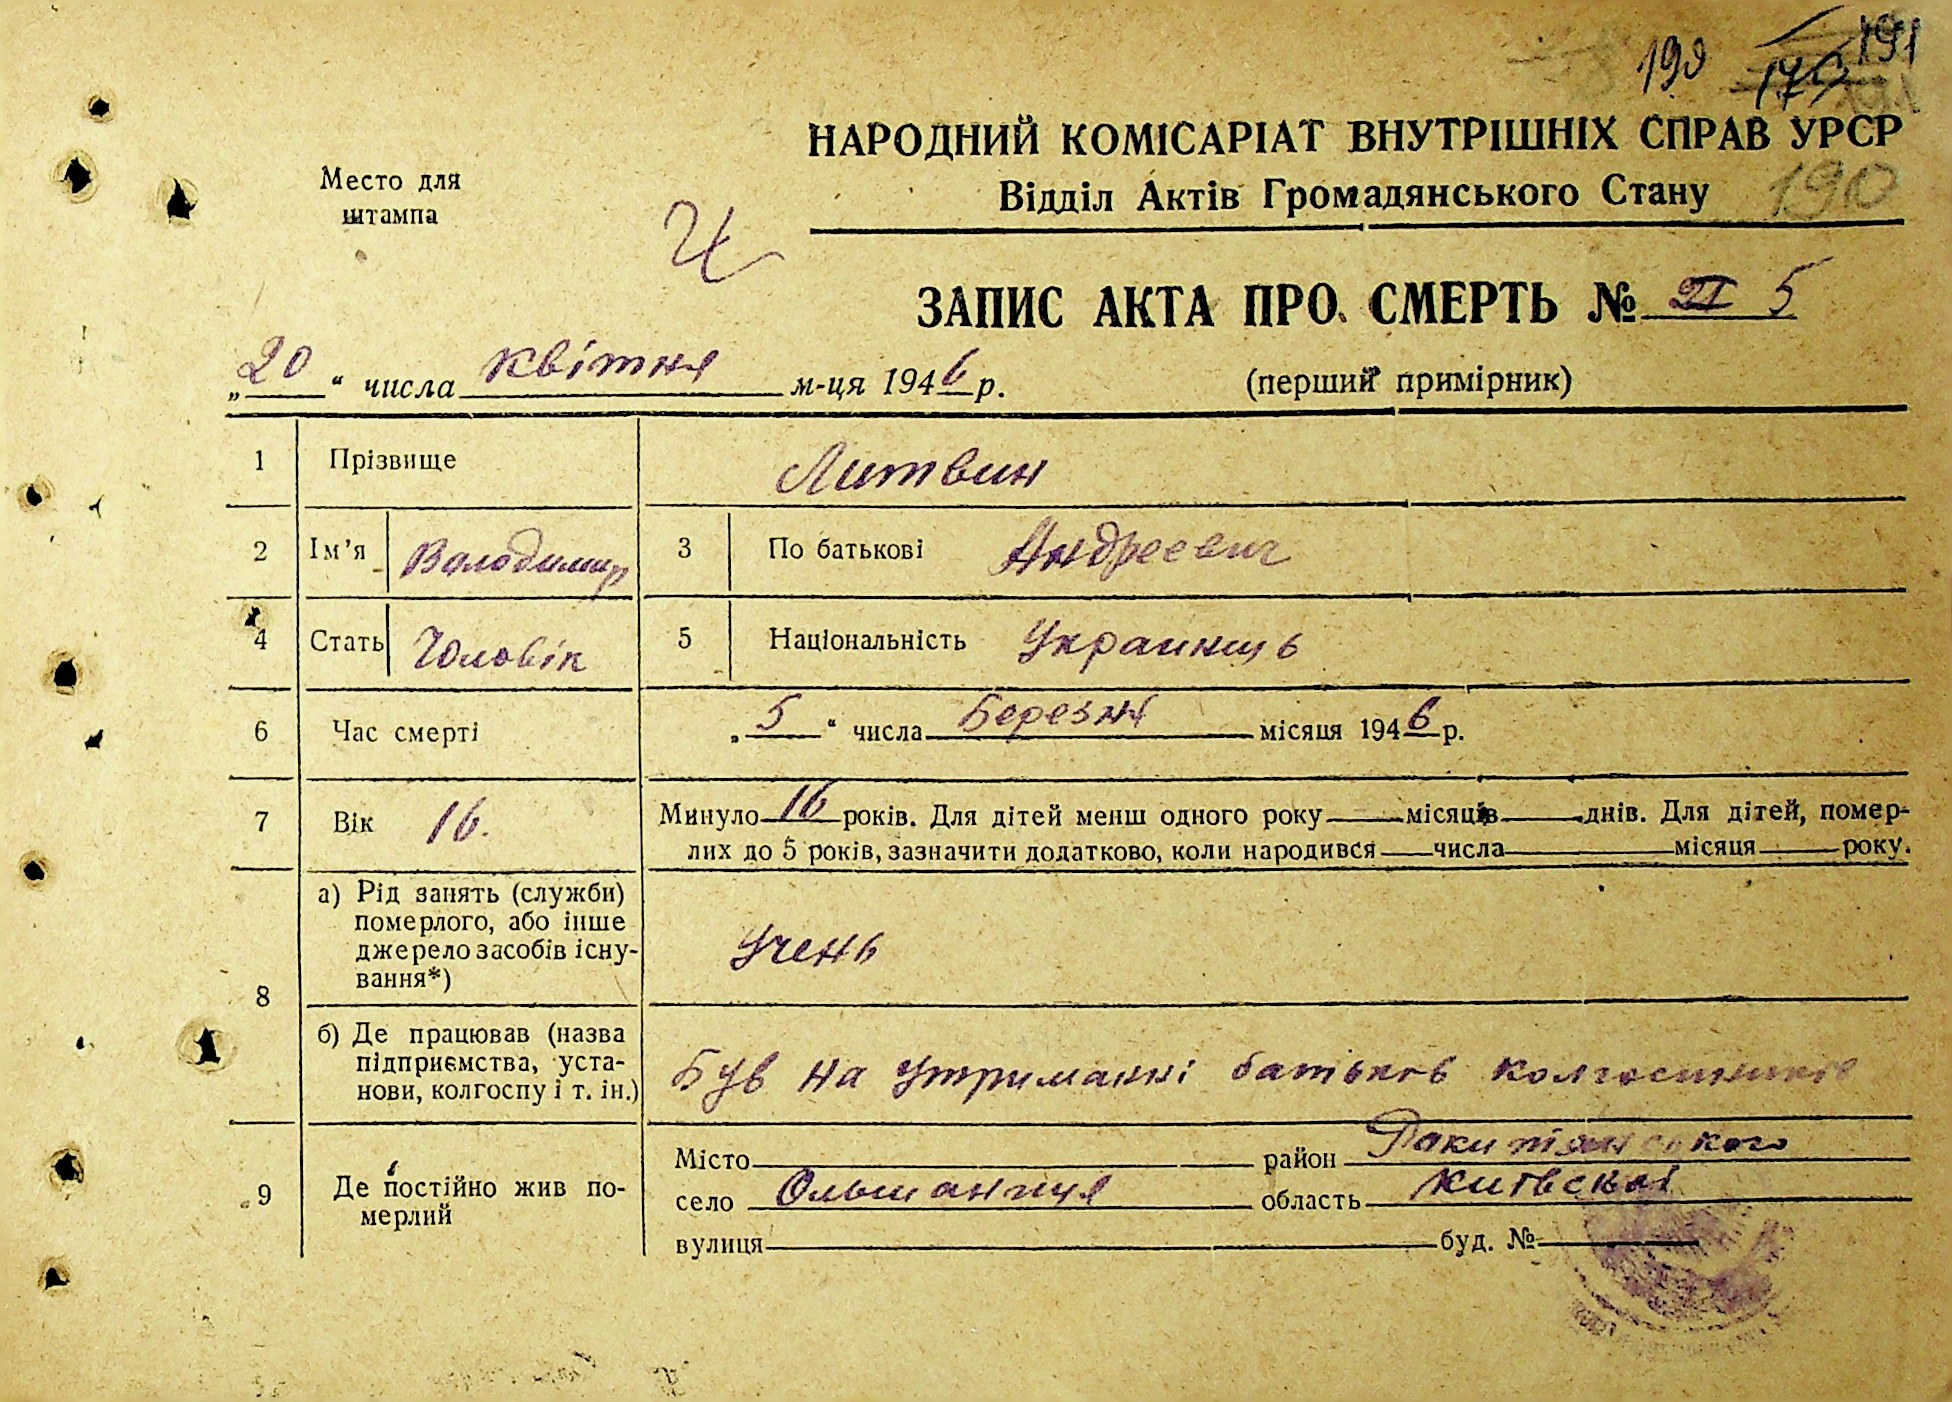 199 179 191
191
НАРОДНИЙ КОМІСАРІАТ ВНУТРІШНІХ СПРАВ УРСР
Место для штампа
Відділ Актів Громадянського Стану 190
Ч
ЗАПИС АКТА ПРО СМЕРТЬ № 5
„20“ числа квітня м-ця 1946 р. (перший примірник)
1 Прізвище Литвин
2 Ім’я Володимир 3 По батькові Андреевич
4 Стать Чоловік 5 Національність Украинець
6 Час смерті „5“ числа Березня місяця 1946 р.
7 Вік 16. Минуло 16 років. Для дітей менш одного року місяців днів. Для дітей, помер-
лих до 5 років, зазначити додатково, коли народився числа місяця року.
8 а) Рід занять (служби)
померлого, або інше
джерело засобів існу-
вання*) Учень
б) Де працював (назва
підприємства, уста-
нови, колгоспу і т. ін.) Був на утриманні батьків колгоспників
9 Де постійно жив по-
мерлий
Місто район Ракитянського
село Ольшаниця область Київської
вулиця буд. №